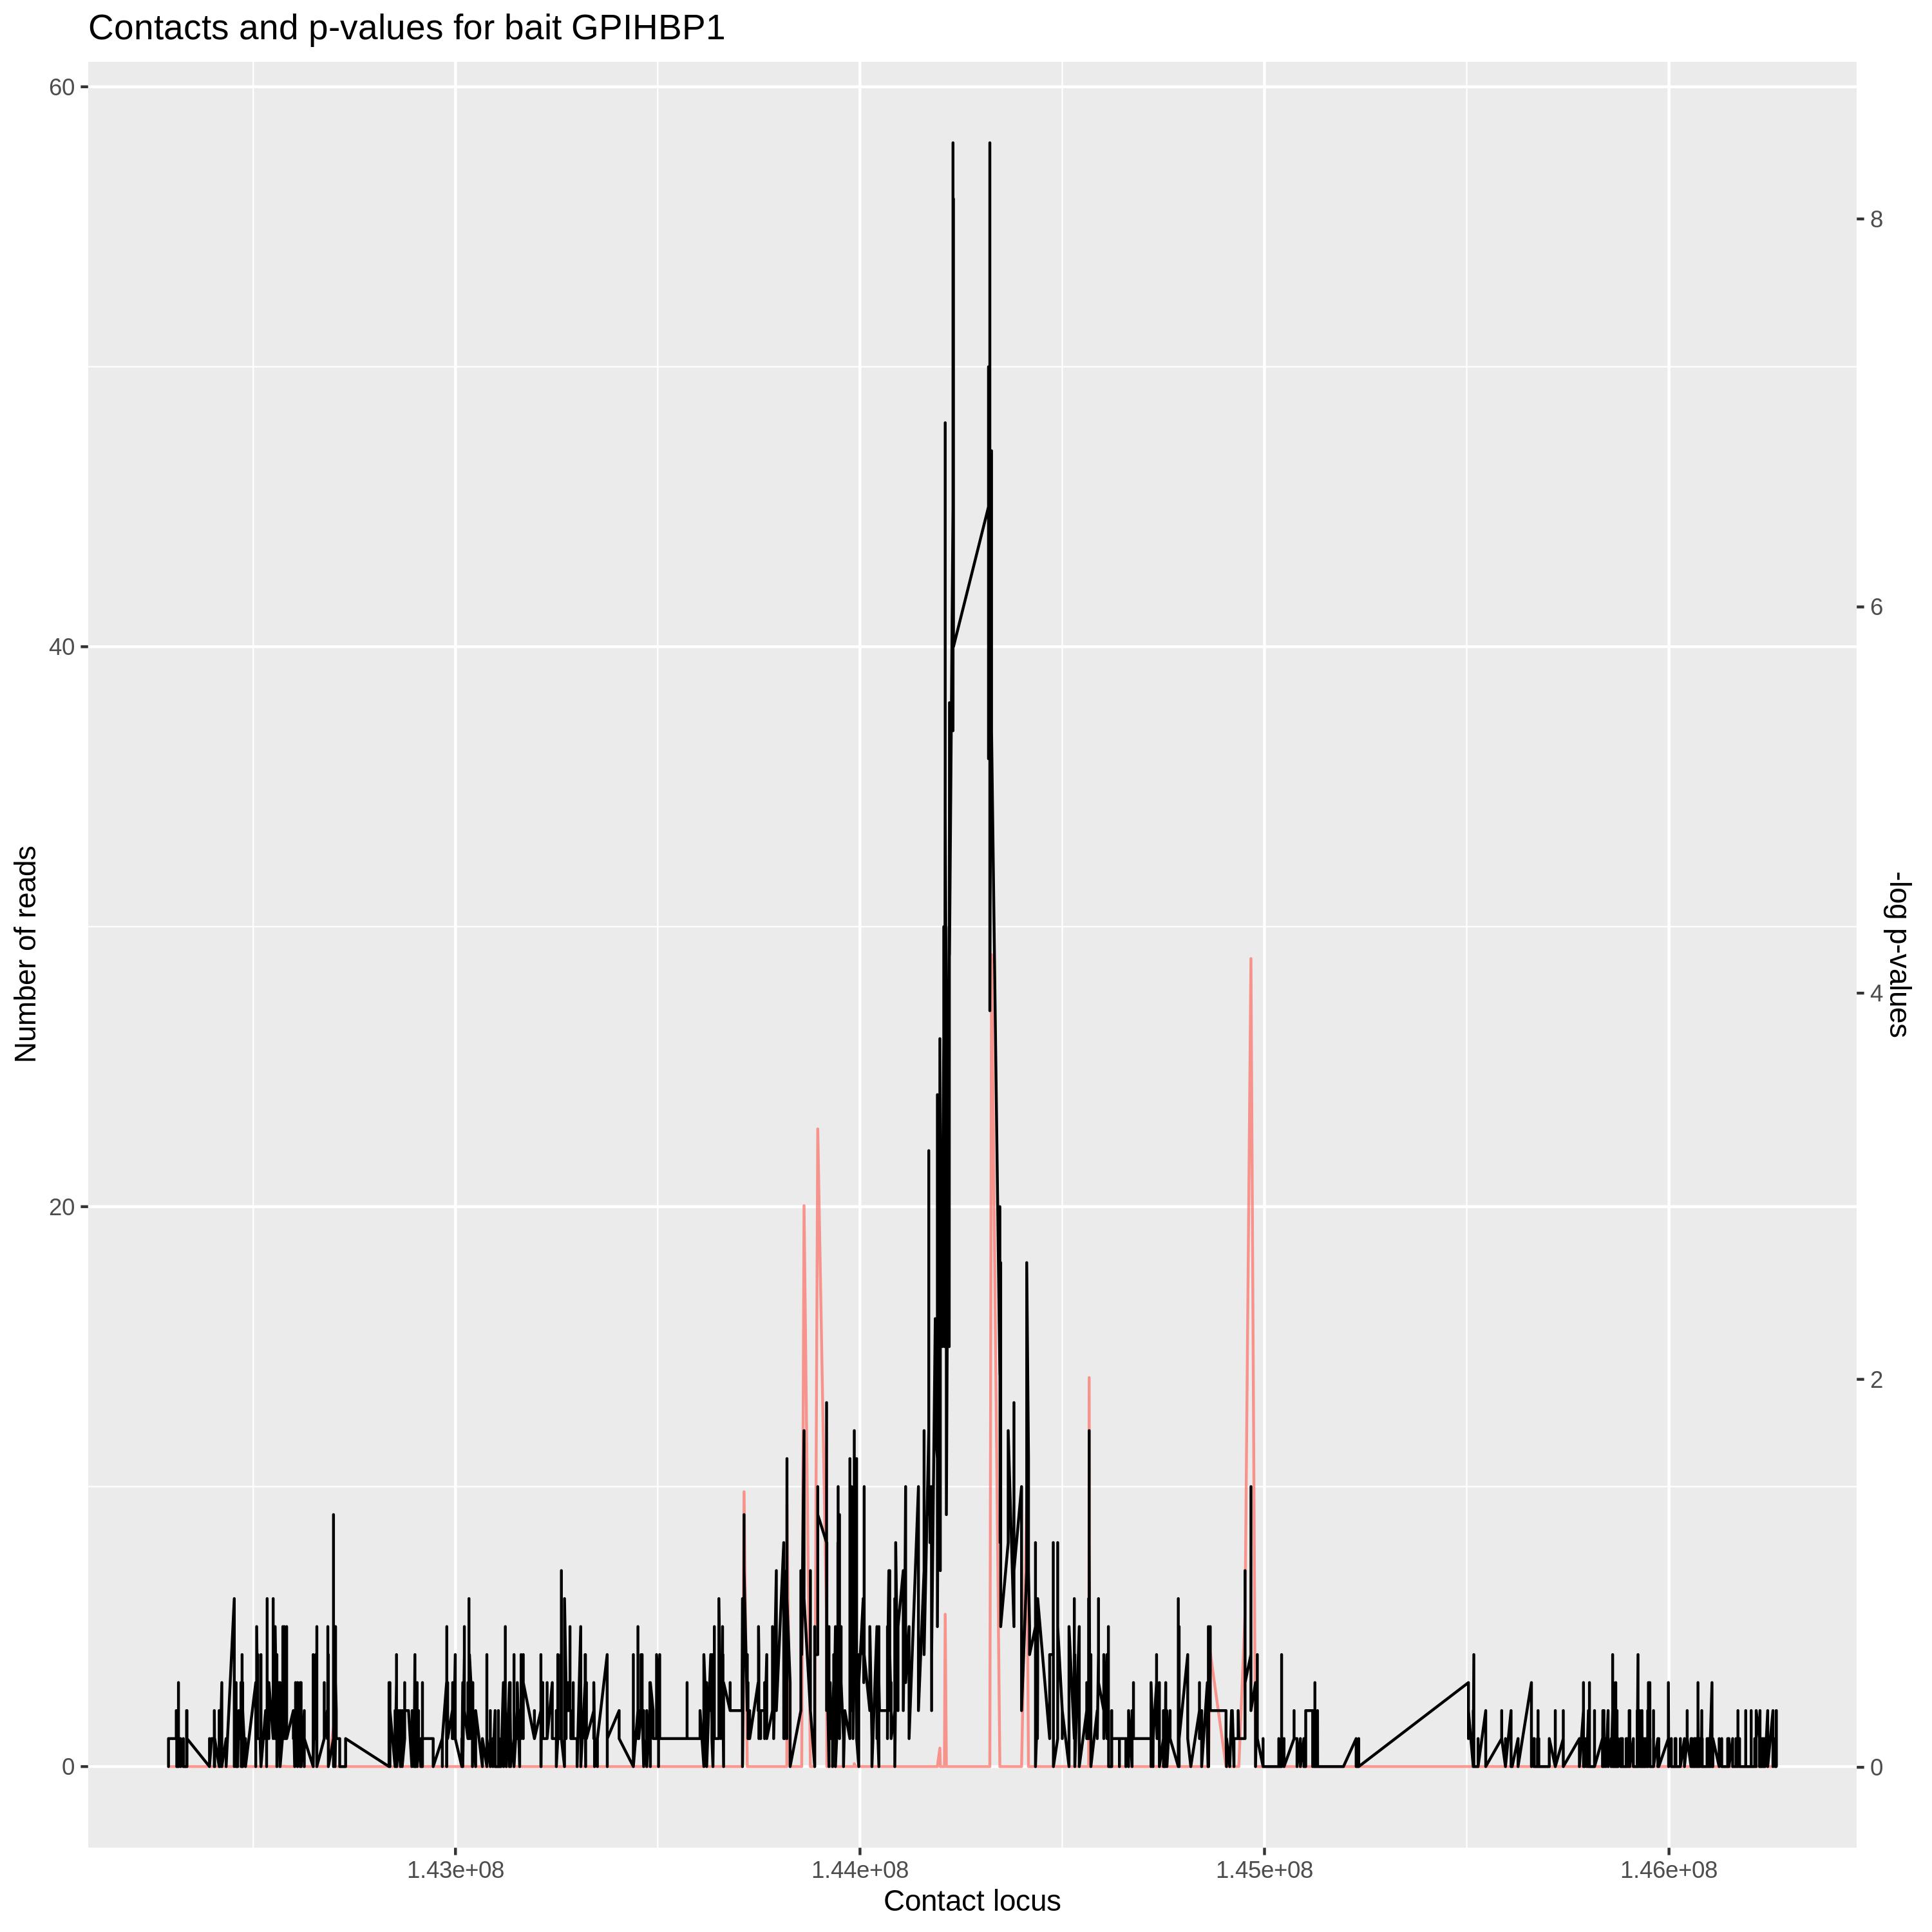 Contacts and p-values for bait GPIHBP1
60
40
20
0
Number of reads
8
6
4
2
0
-log p-values
1.43e+08
1.44e+08
1.45e+08
1.46e+08
Contact locus